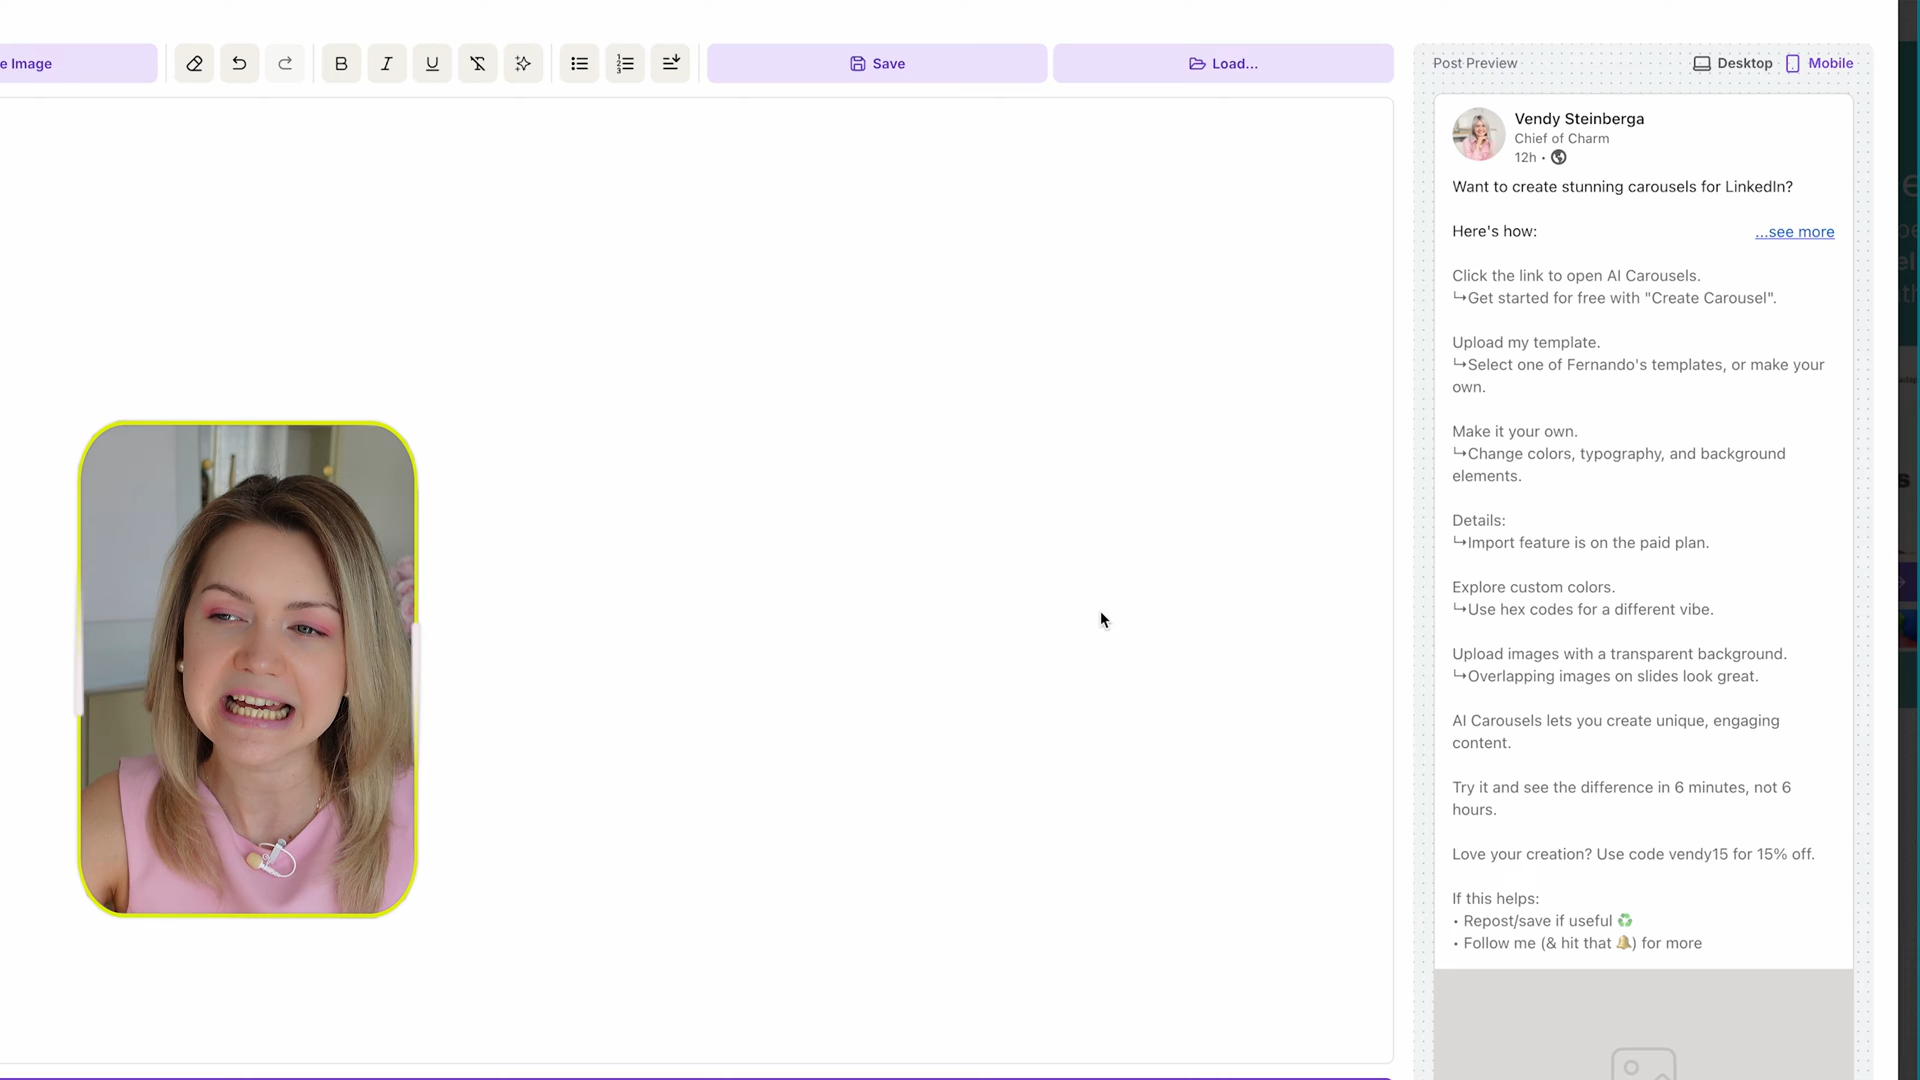 e Image
Save
Load...
Post Preview
Desktop
Mobile
Vendy Steinberga
Chief of Charm
12h •
Want to create stunning carousels for LinkedIn?
Here's how:
...see more
Click the link to open AI Carousels.
↳Get started for free with "Create Carousel".
Upload my template.
↳Select one of Fernando's templates, or make your
own.
Make it your own.
↳Change colors, typography, and background
elements.
Details:
↳Import feature is on the paid plan.
Explore custom colors.
↳Use hex codes for a different vibe.
Upload images with a transparent background.
↳Overlapping images on slides look great.
AI Carousels lets you create unique, engaging
content.
Try it and see the difference in 6 minutes, not 6
hours.
Love your creation? Use code vendy15 for 15% off.
If this helps:
• Repost/save if useful ♻️
• Follow me (& hit that 🔔) for more